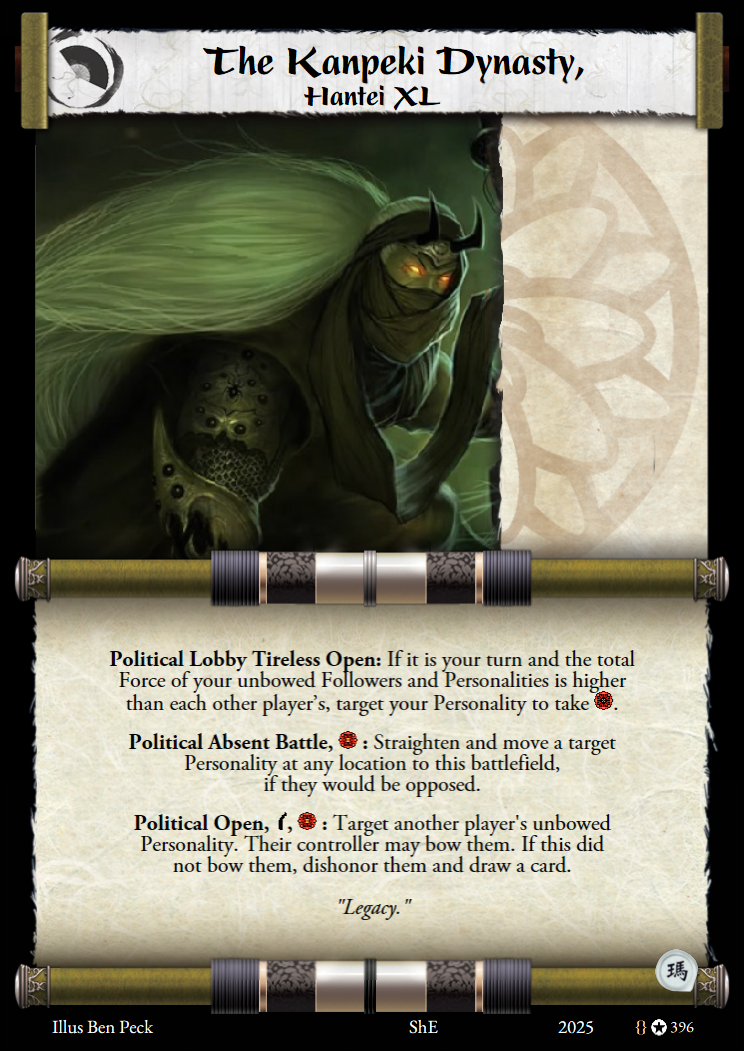 The Kanpeki Dynasty,
Hantei XL
Political Lobby Tireless Open: If it is your turn and the total
Force of your unbowed Followers and Personalities is higher
than each other player's, target your Personality to take .
Political Absent Battle, : Straighten and move a target
Personality at any location to this battlefield,
if they would be opposed.
Political Open, , : Target another player's unbowed
Personality. Their controller may bow them. If this did
not bow them, dishonor them and draw a card.
"Legacy."
瑪
Illus Ben Peck ShE 2025 {} 396